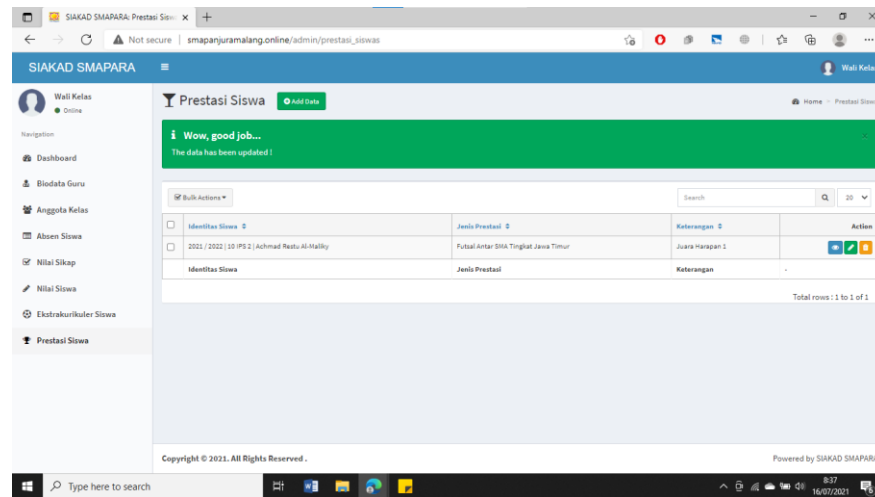 SIAKAD SMAPARA: Prestasi Sisw
Not secure | smapanjuramalang.online/admin/prestasi_siswas
SIAKAD SMAPARA
Wali Kela
Wali Kelas
Online
Prestasi Siswa
Add Data
Home > Prestasi Sisw
Navigation
Dashboard
Biodata Guru
Anggota Kelas
Absen Siswa
Nilai Sikap
Nilai Siswa
Ekstrakurikuler Siswa
Prestasi Siswa
Wow, good job...
The data has been updated !
Bulk Actions
Search
20
Identitas Siswa Jenis Prestasi Keterangan Action
2021 / 2022 | 10 IPS 2 | Achmad Restu Al-Maliky Futsal Antar SMA Tingkat Jawa Timur Juara Harapan 1
Identitas Siswa Jenis Prestasi Keterangan -
Total rows : 1 to 1 of 1
Copyright © 2021. All Rights Reserved .
Powered by SIAKAD SMAPAR
Type here to search
8:37
16/07/2021